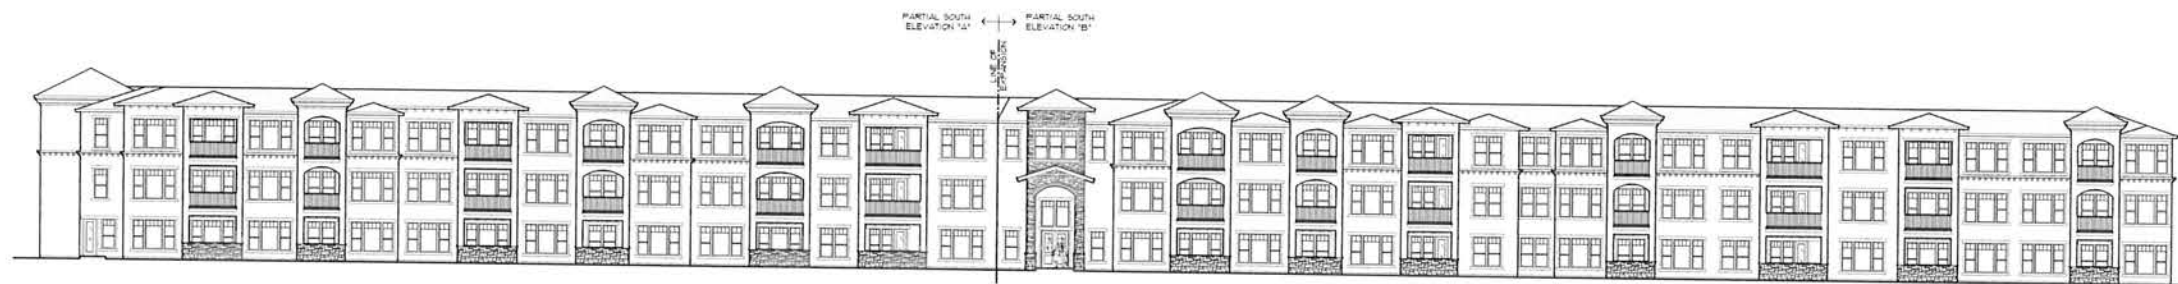 PARTIAL SOUTH
ELEVATION "A"
PARTIAL SOUTH
ELEVATION "B"
LINE OF
EXPANSION